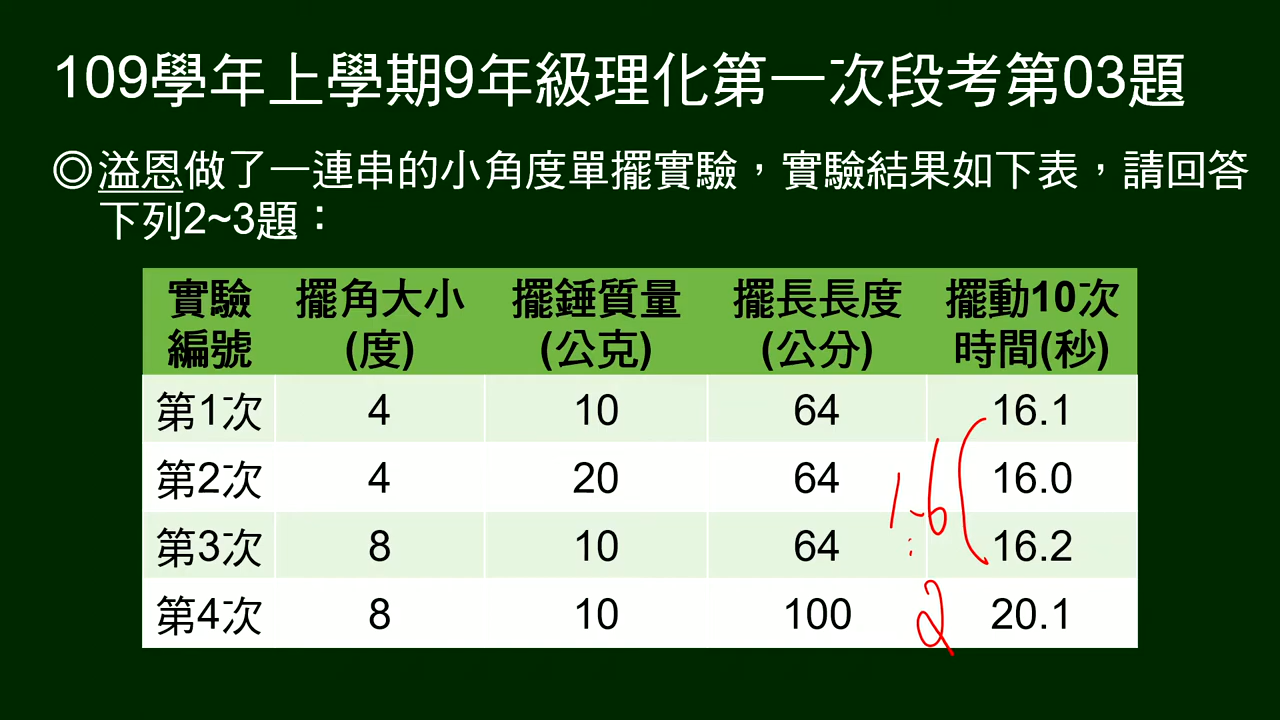 109學年上學期9年級理化第一次段考第03題
◎溢恩做了一連串的小角度單擺實驗，實驗結果如下表，請回答
下列2~3題：
實驗編號 擺角大小(度) 擺錘質量(公克) 擺長長度(公分) 擺動10次時間(秒)
第1次 4 10 64 16.1
第2次 4 20 64 16.0
第3次 8 10 64 16.2
第4次 8 10 100 20.1
1.6
:
2